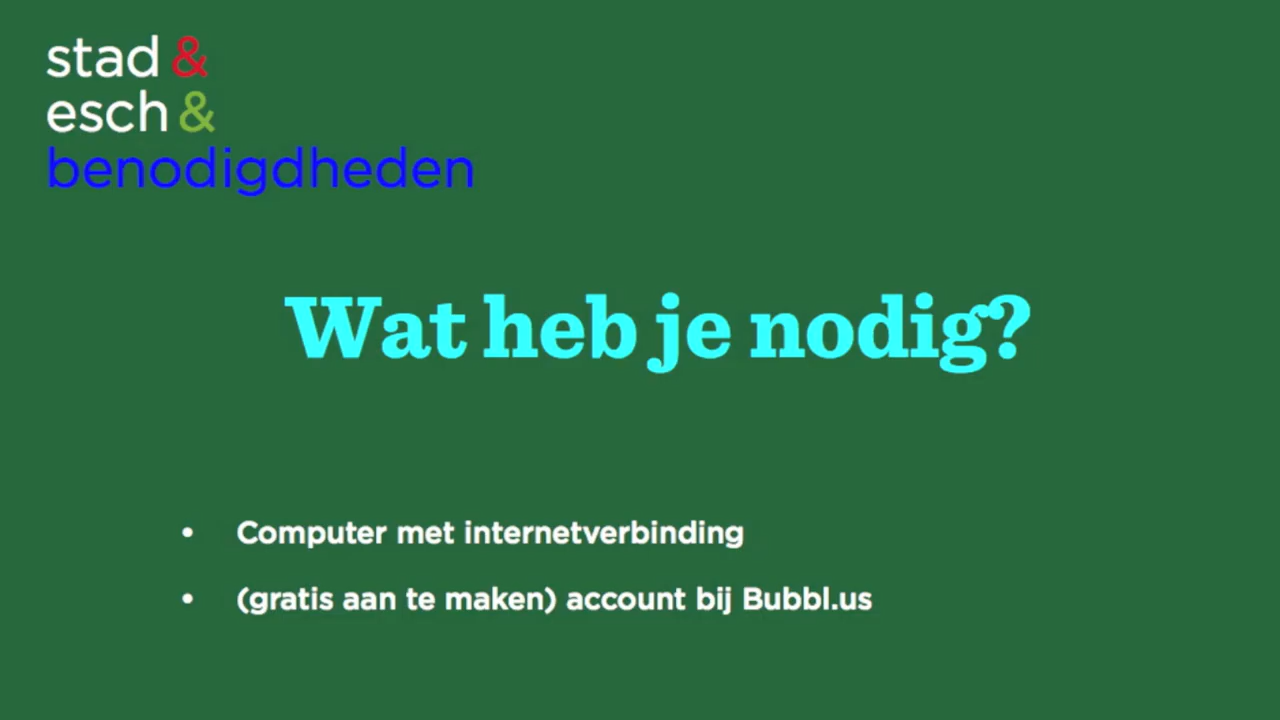 stad &
esch &
benodigdheden
Wat heb je nodig?
• Computer met internetverbinding
• (gratis aan te maken) account bij Bubbl.us